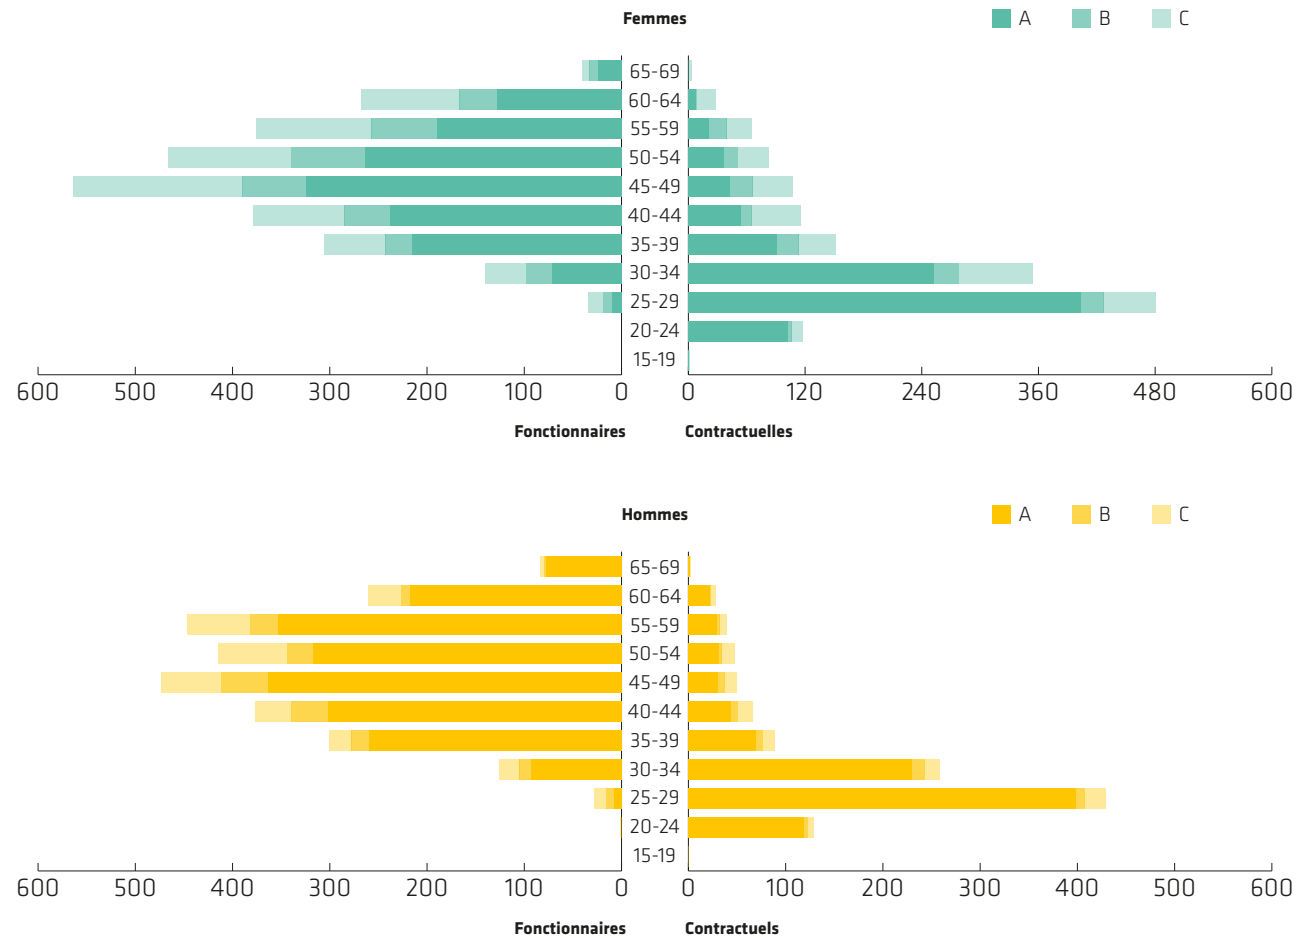 Femmes
A B C
65-69
60-64
55-59
50-54
45-49
40-44
35-39
30-34
25-29
20-24
15-19
600 500 400 300 200 100 0 0 120 240 360 480 600
Fonctionnaires Contractuelles
Hommes
A B C
65-69
60-64
55-59
50-54
45-49
40-44
35-39
30-34
25-29
20-24
15-19
600 500 400 300 200 100 0 0 100 200 300 400 500 600
Fonctionnaires Contractuels